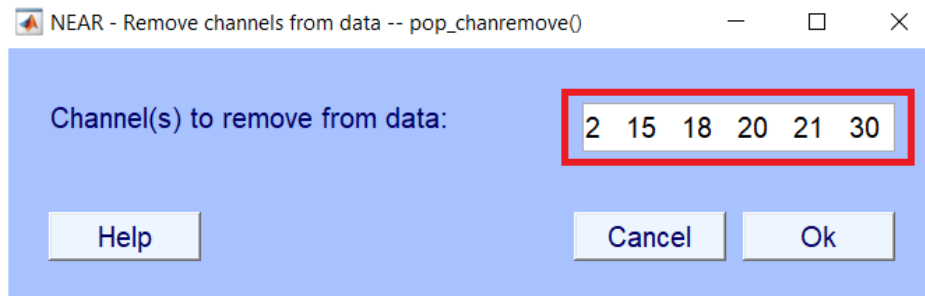 NEAR - Remove channels from data -- pop_chanremove()
Channel(s) to remove from data:
2 15 18 20 21 30
Help
Cancel
Ok